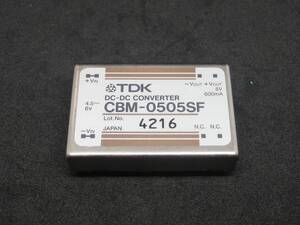 +VIN
-VOUT +VOUT
5V
600mA
TDK
DC-DC CONVERTER
4.5~
6V
CBM-0505SF
Lot.No.
4216
-VIN
JAPAN
N.C. N.C.